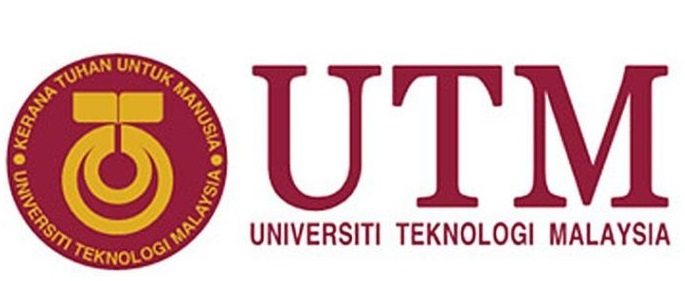 KERANA TUHAN UNTUK MANUSIA
UNIVERSITI TEKNOLOGI MALAYSIA
UTM
UNIVERSITI TEKNOLOGI MALAYSIA